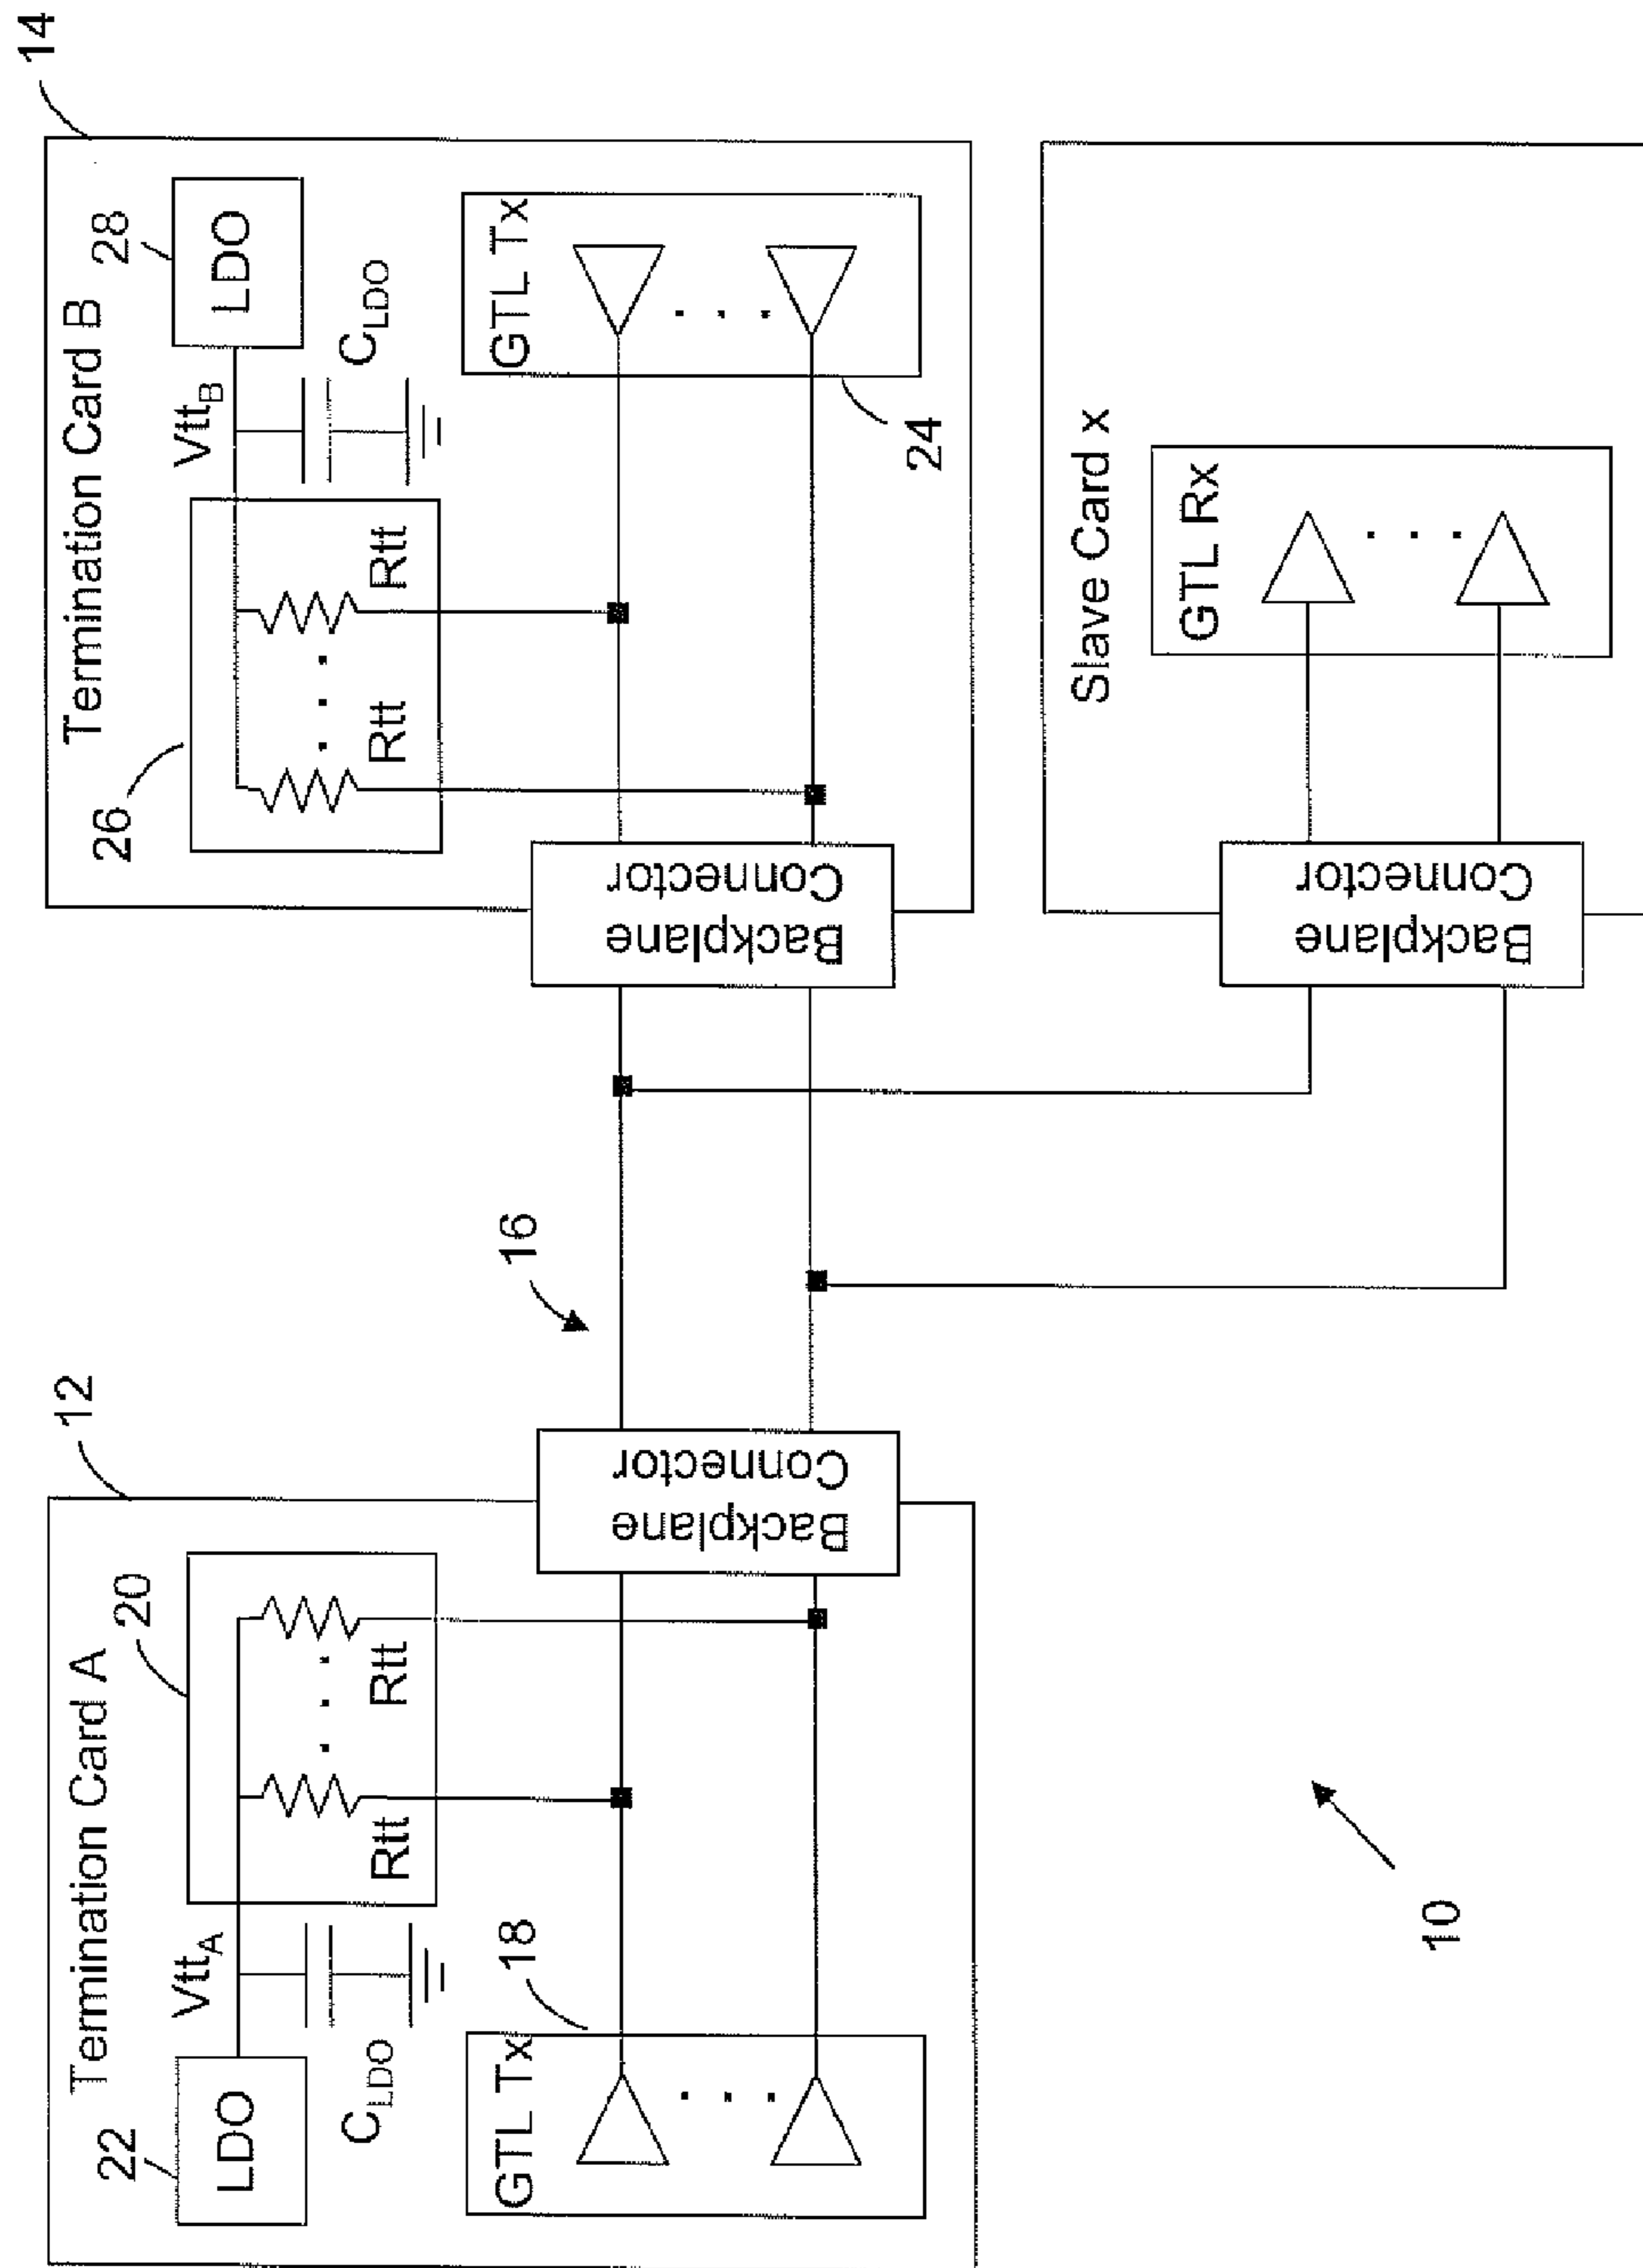 Termination Card A
12
22
LDO
Vtt_A
C_LDO
20
Rtt
Rtt
GTL Tx
18
Backplane
Connector
16
Termination Card B
14
26
Rtt
Rtt
Vtt_B
28
LDO
C_LDO
GTL Tx
24
Backplane
Connector
Slave Card x
GTL Rx
Backplane
Connector
10